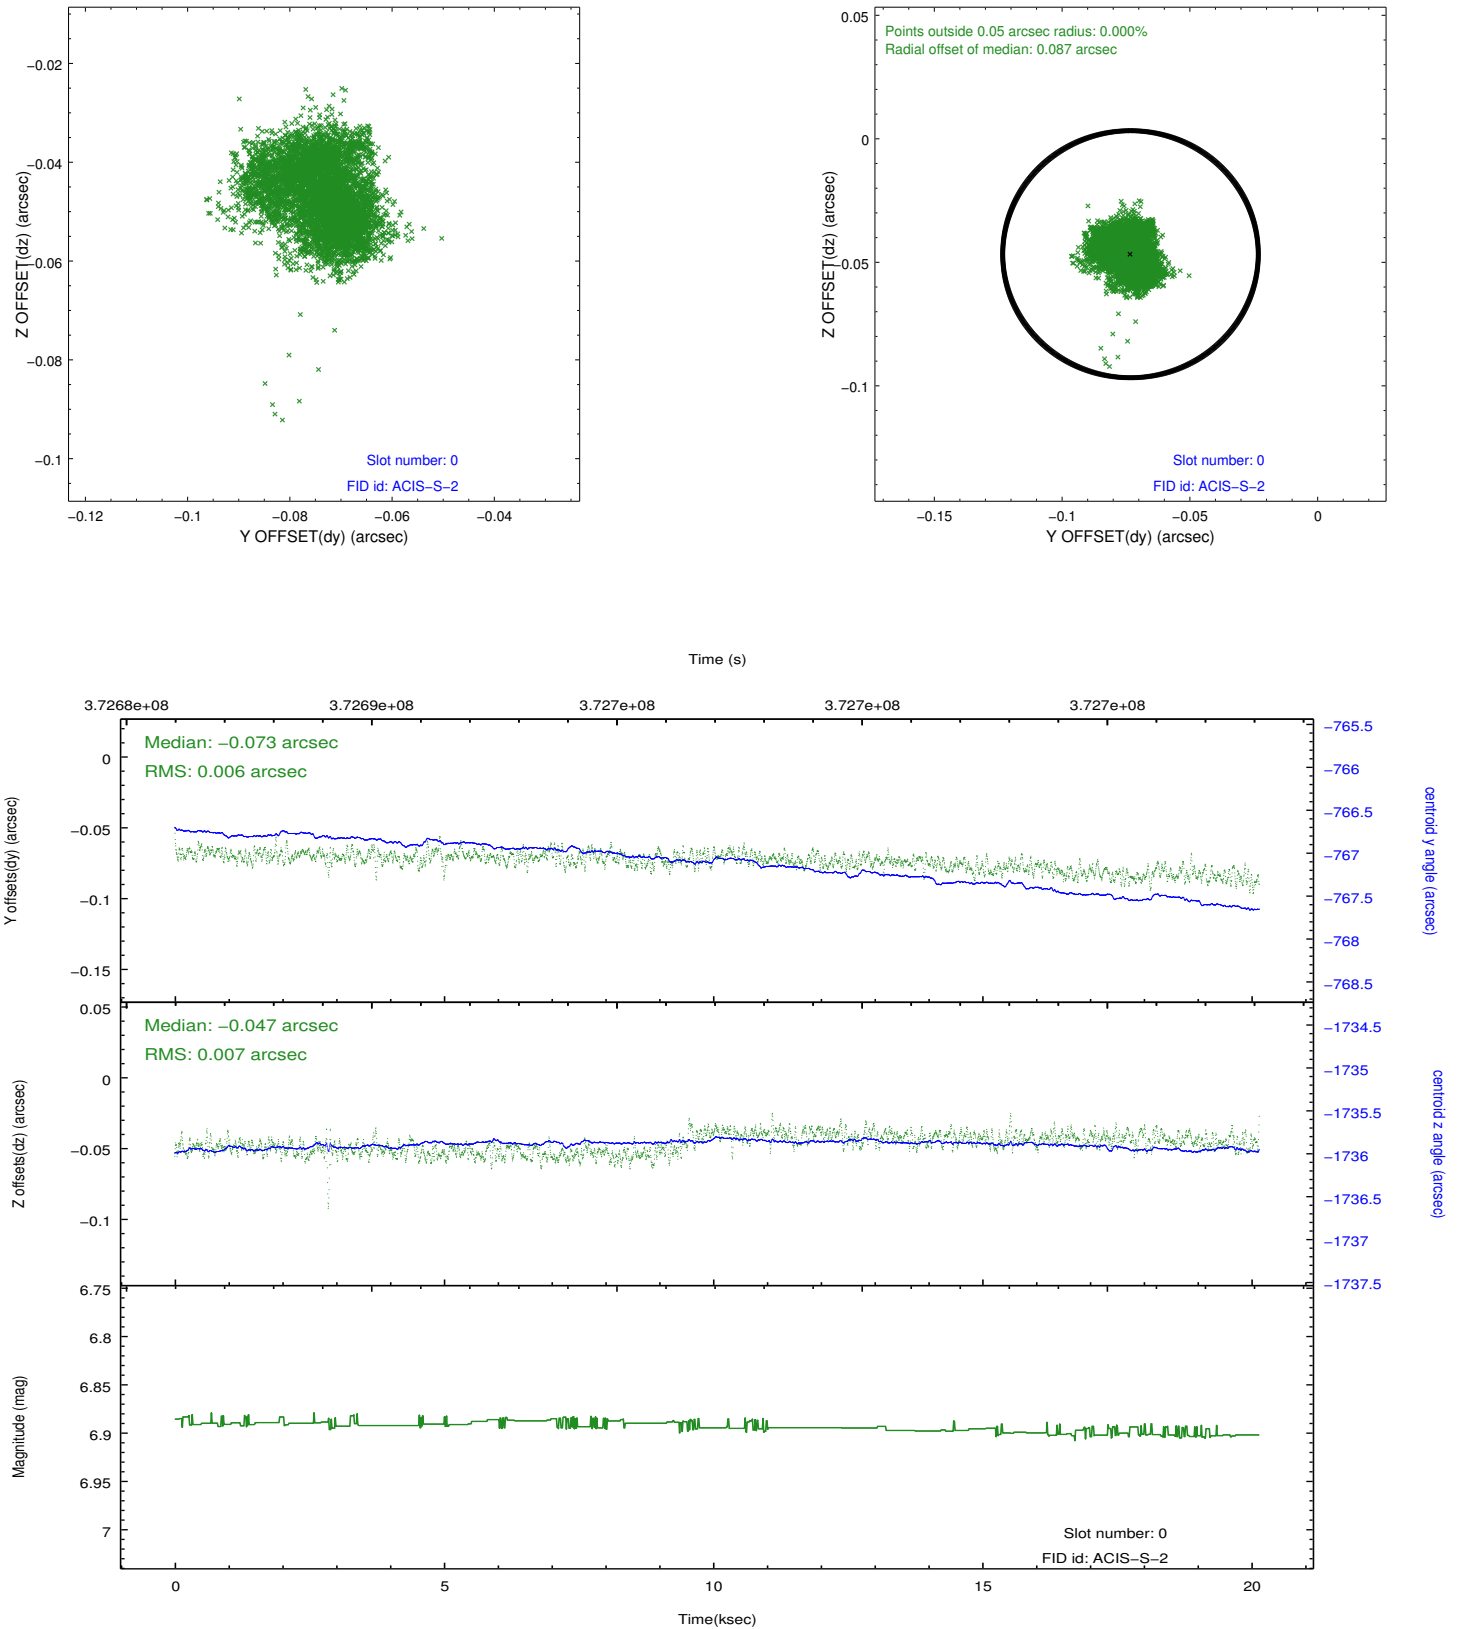 −0.02
−0.04
−0.06
−0.08
−0.1
Z OFFSET(dz) (arcsec)
Slot number: 0
FID id: ACIS−S−2
−0.12
−0.1
−0.08
−0.06
−0.04
Y OFFSET(dy) (arcsec)
0.05
0
−0.05
−0.1
Z OFFSET(dz) (arcsec)
Points outside 0.05 arcsec radius: 0.000%
Radial offset of median: 0.087 arcsec
Slot number: 0
FID id: ACIS−S−2
−0.15
−0.1
−0.05
0
Y OFFSET(dy) (arcsec)
Time (s)
3.7268e+08
3.7269e+08
3.727e+08
3.727e+08
3.727e+08
Median: −0.073 arcsec
RMS: 0.006 arcsec
0
−0.05
−0.1
−0.15
Y offsets(dy) (arcsec)
−765.5
−766
−766.5
−767
−767.5
−768
−768.5
centroid y angle (arcsec)
Median: −0.047 arcsec
RMS: 0.007 arcsec
0.05
0
−0.05
−0.1
Z offsets(dz) (arcsec)
−1734.5
−1735
−1735.5
−1736
−1736.5
−1737
−1737.5
centroid z angle (arcsec)
6.75
6.8
6.85
6.9
6.95
7
Magnitude (mag)
Slot number: 0
FID id: ACIS−S−2
0
5
10
15
20
Time(ksec)